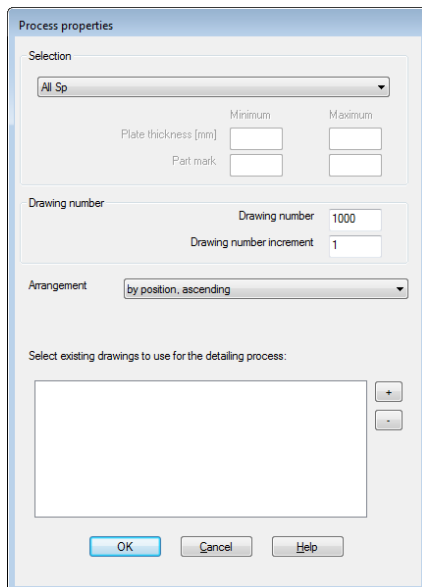 Process properties
Selection
All Sp
Minimum Maximum
Plate thickness [mm]
Part mark
Drawing number
Drawing number 1000
Drawing number increment 1
Arrangement by position, ascending
Select existing drawings to use for the detailing process:
+
-
OK Cancel Help